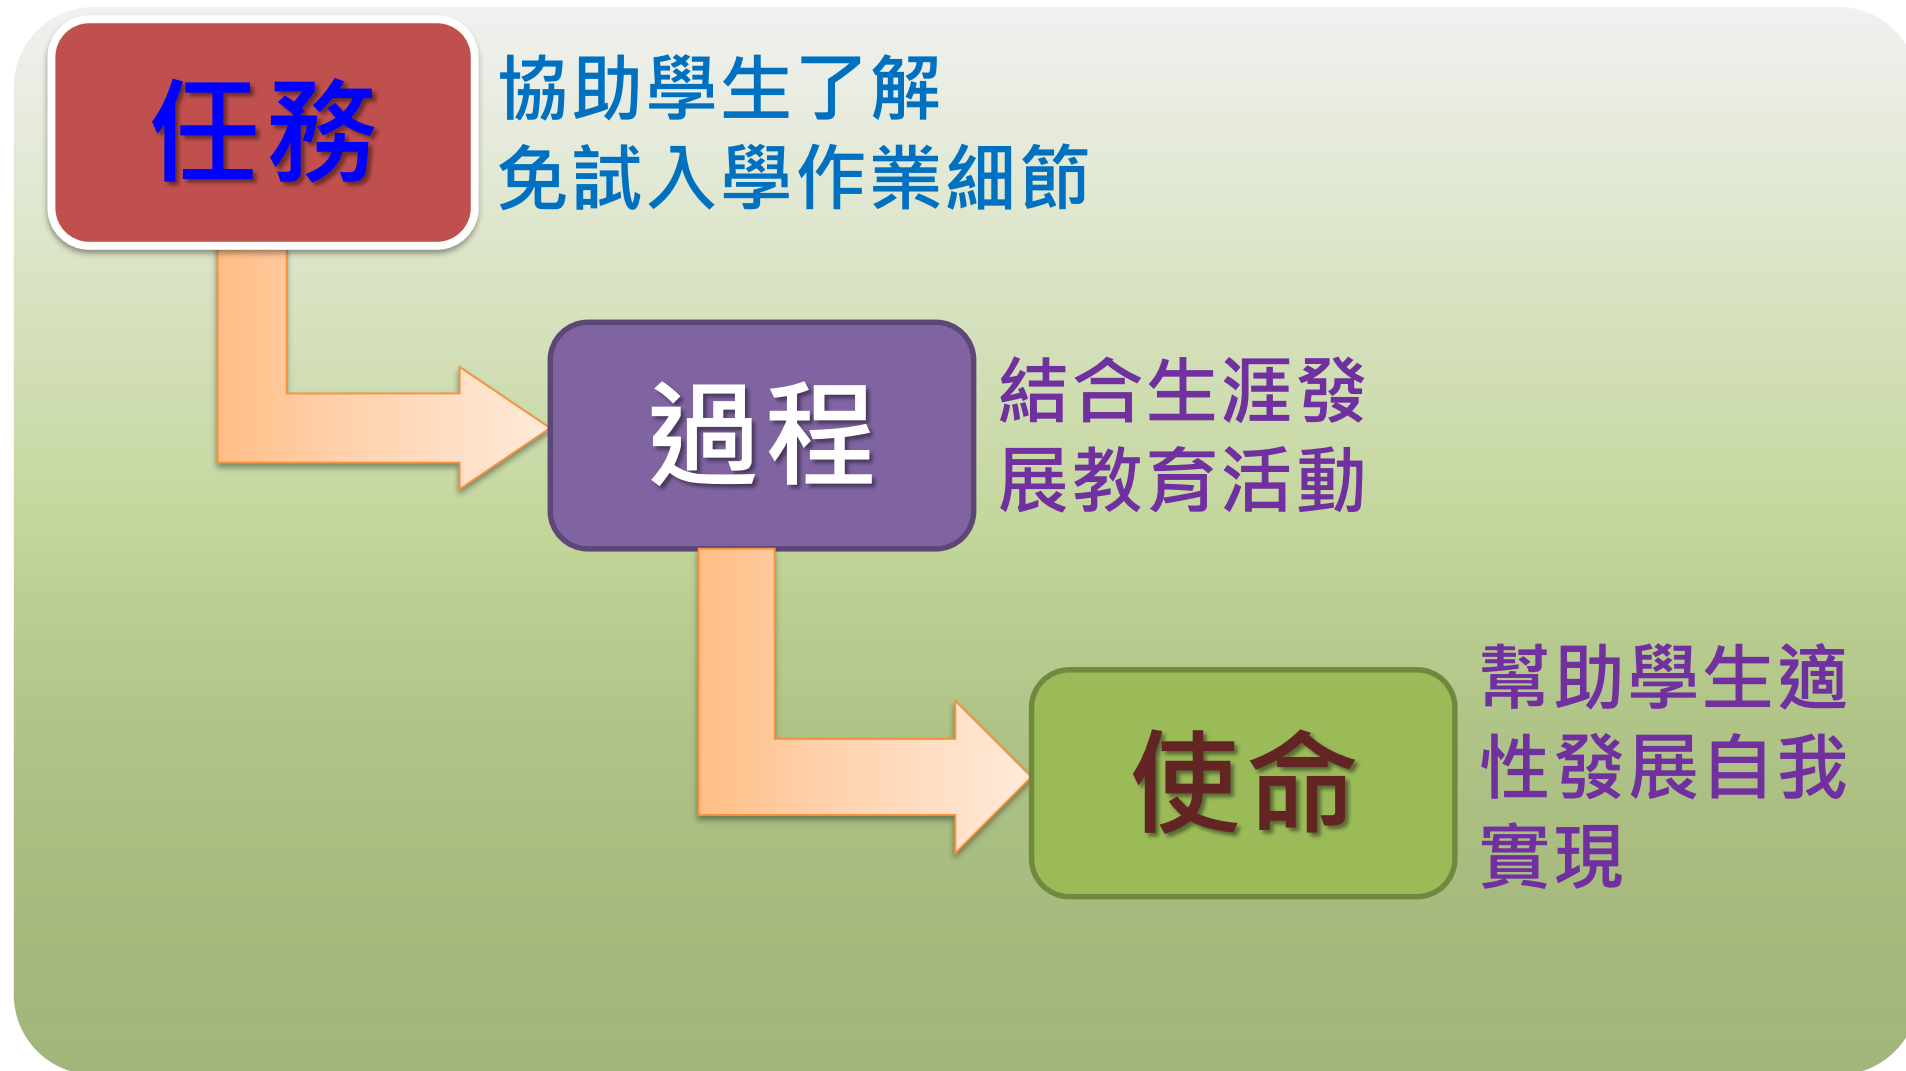 任務
協助學生了解
免試入學作業細節
過程
結合生涯發
展教育活動
使命
幫助學生適
性發展自我
實現